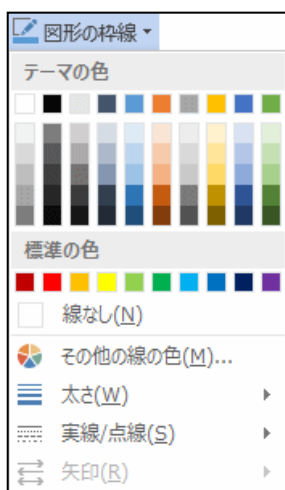 図形の枠線
テーマの色
標準の色
線なし(N)
その他の線の色(M)...
太さ(W)
実線/点線(S)
矢印(R)